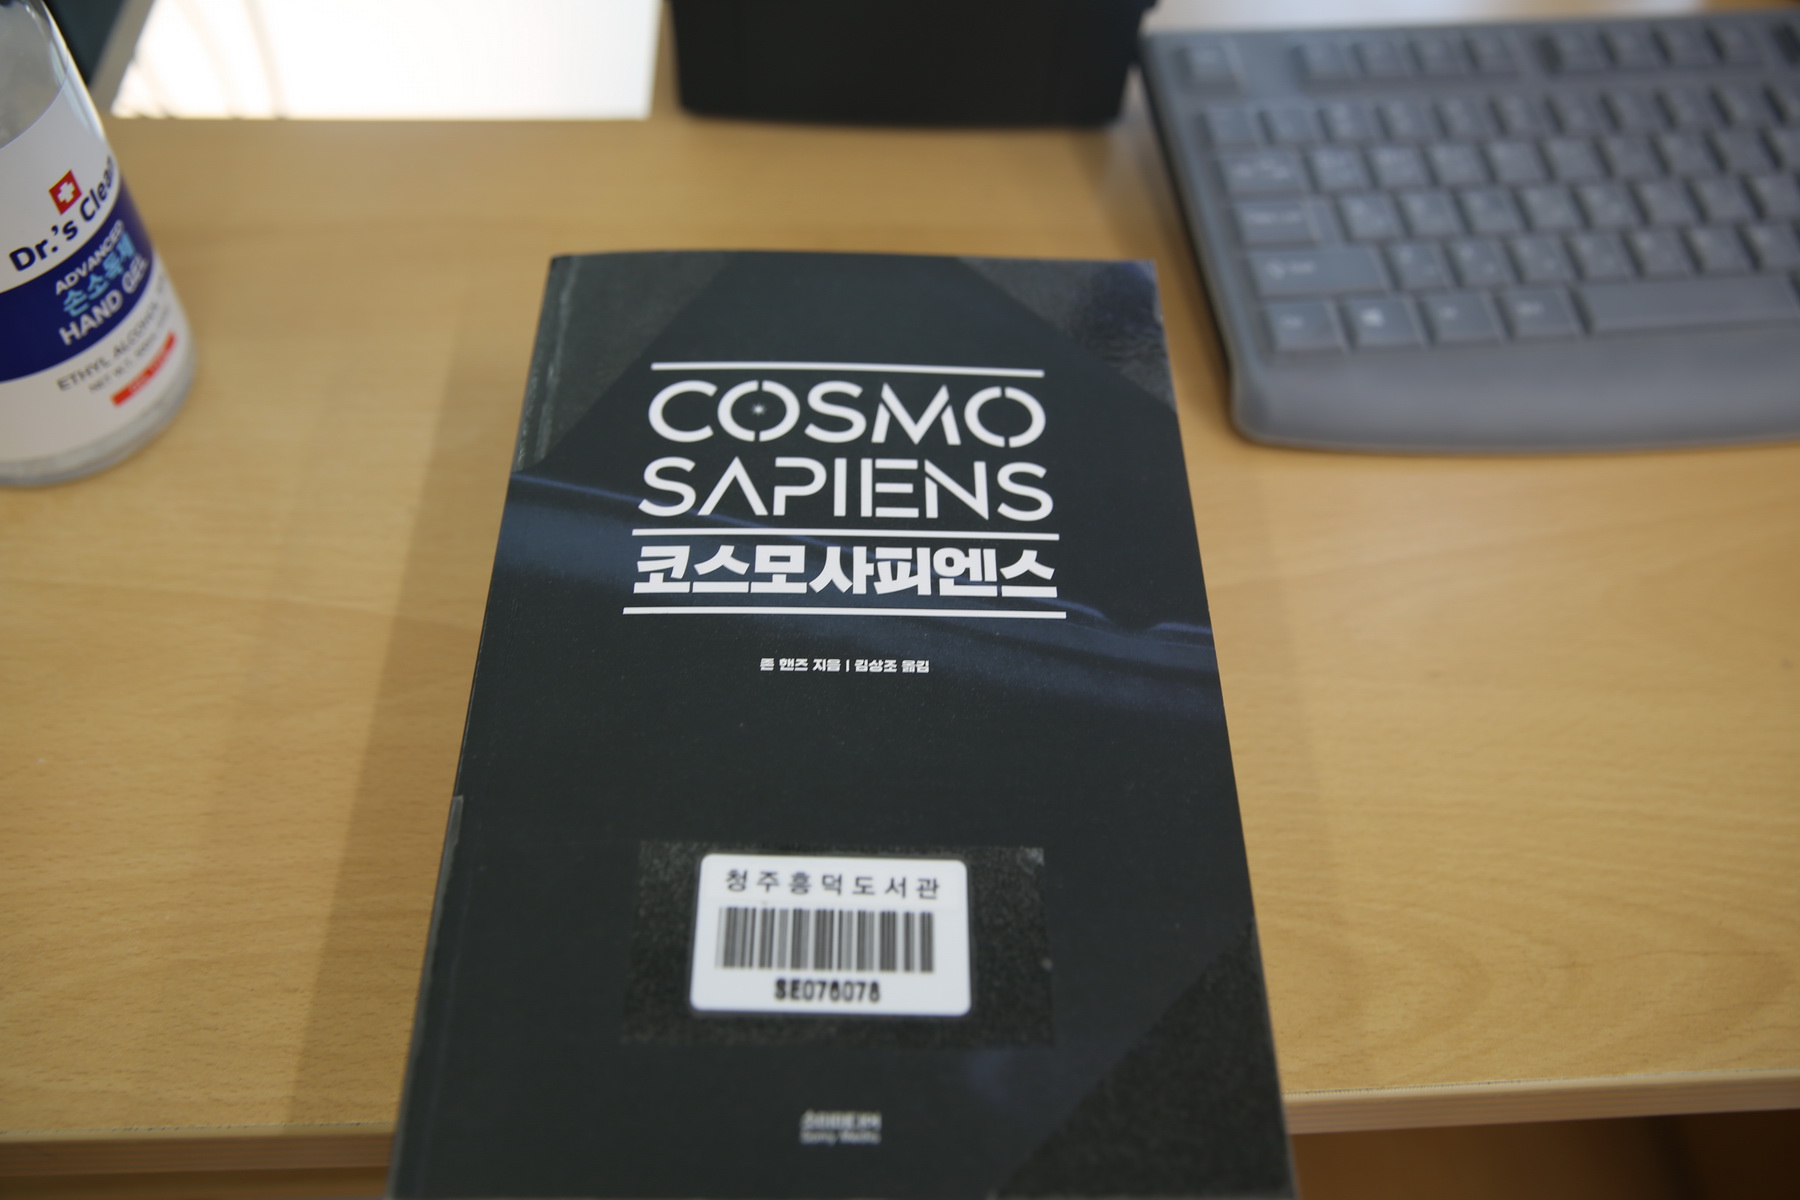 Dr.'s Clean
ADVANCED
손소독제
HAND GEL
ETHYL ALCOHOL
COSMO
SAPIENS
코스모사피엔스
존 핸즈 지음 | 김상조 옮김
청주흥덕도서관
SE076078